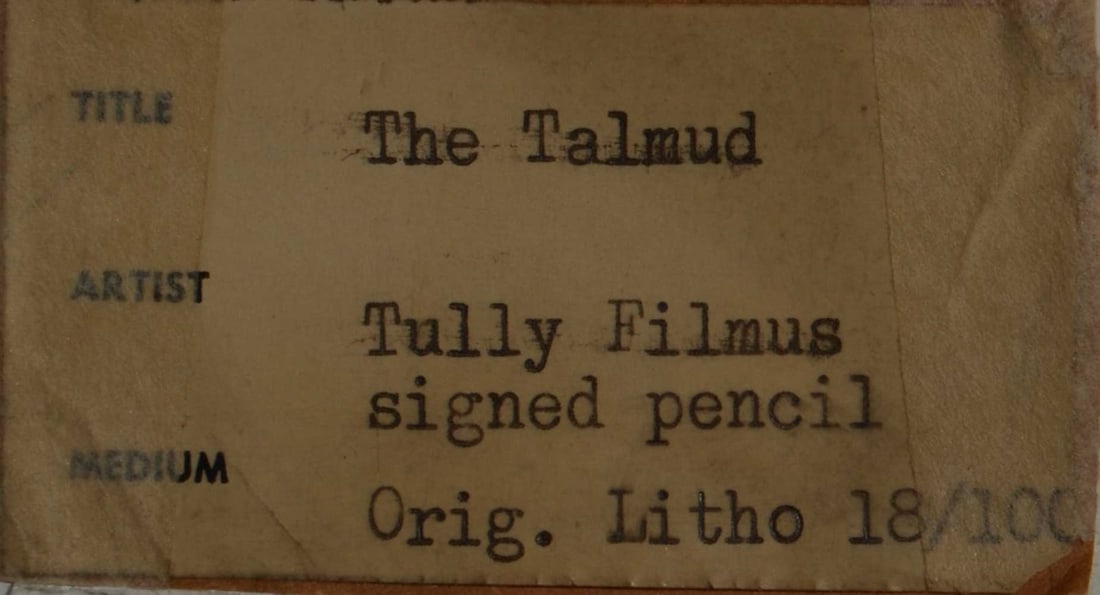 TITLE The Talmud
ARTIST
Tully Filmus
signed pencil
MEDIUM
Orig. Litho 18/100